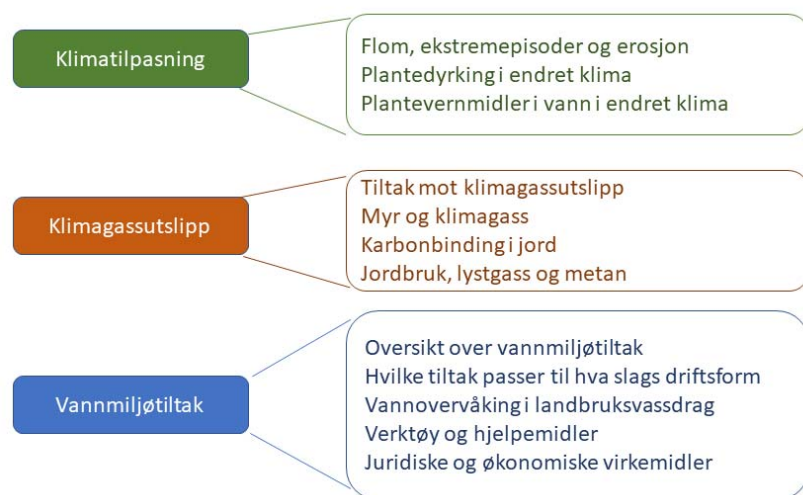 Klimatilpasning
Flom, ekstremepisoder og erosjon
Plantedyrking i endret klima
Plantevernmidler i vann i endret klima
Klimagassutslipp
Tiltak mot klimagassutslipp
Myr og klimagass
Karbonbinding i jord
Jordbruk, lystgass og metan
Vannmiljøtiltak
Oversikt over vannmiljøtiltak
Hvilke tiltak passer til hva slags driftsform
Vannovervåking i landbruksvassdrag
Verktøy og hjelpemidler
Juridiske og økonomiske virkemidler